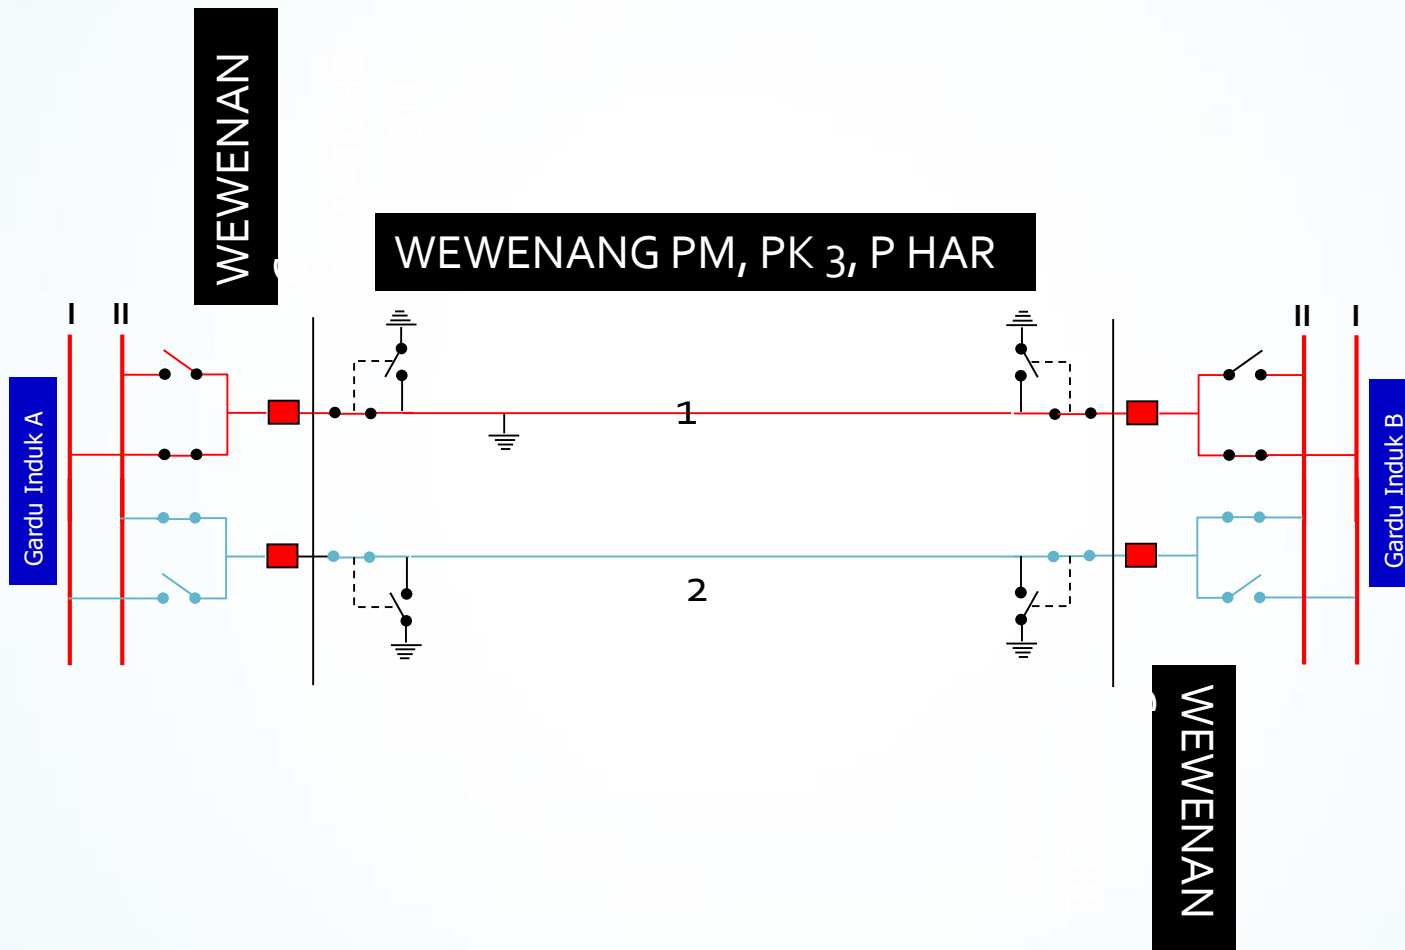 WEWENAN
G
WEWENANG PM, PK 3, P HAR
I
II
II
I
Gardu Induk A
Gardu Induk B
1
2
WEWENAN
G